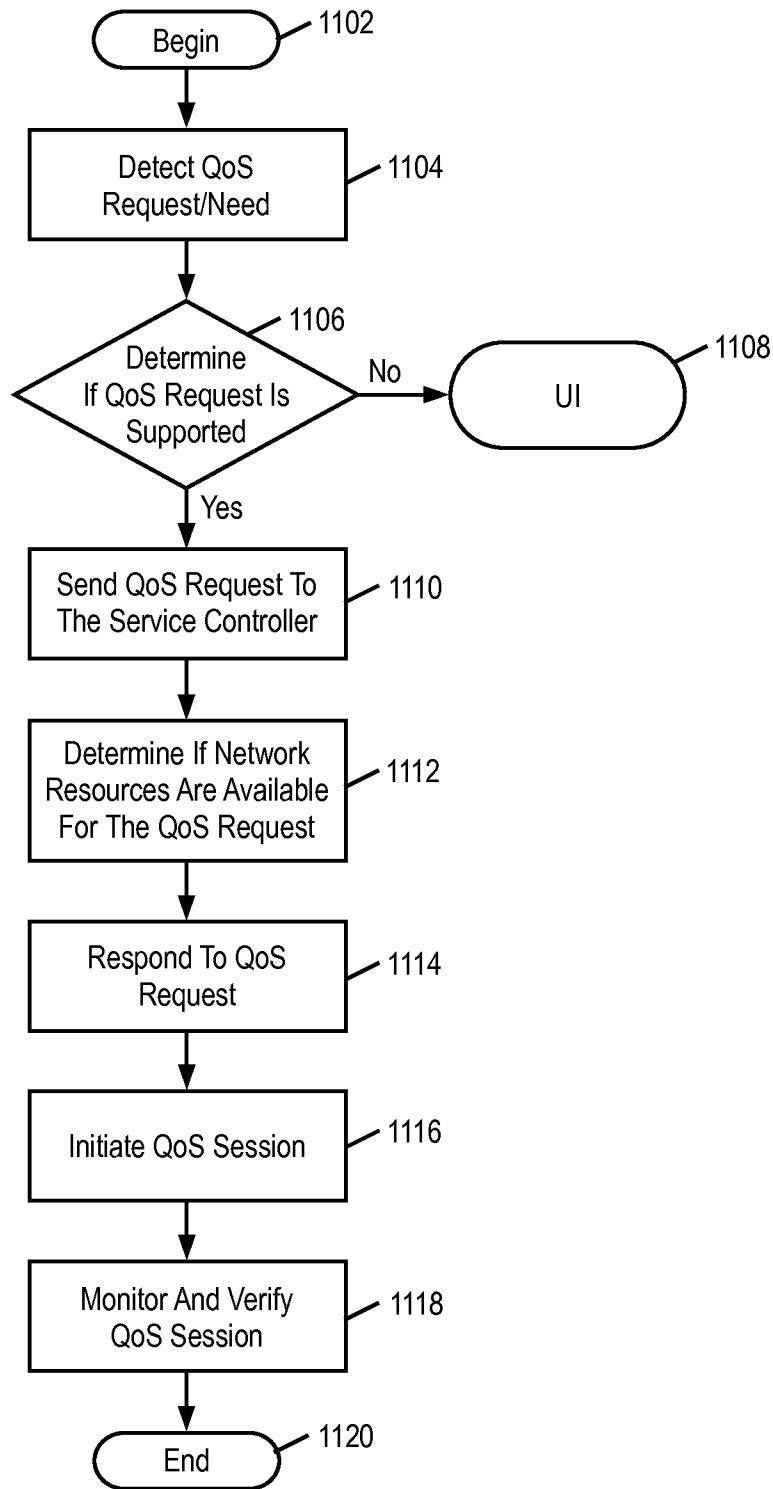 Begin
1102
Detect QoS
Request/Need
1104
1106
Determine
If QoS Request Is
Supported
No
UI
1108
Yes
Send QoS Request To
The Service Controller
1110
Determine If Network
Resources Are Available
For The QoS Request
1112
Respond To QoS
Request
1114
Initiate QoS Session
1116
Monitor And Verify
QoS Session
1118
End
1120